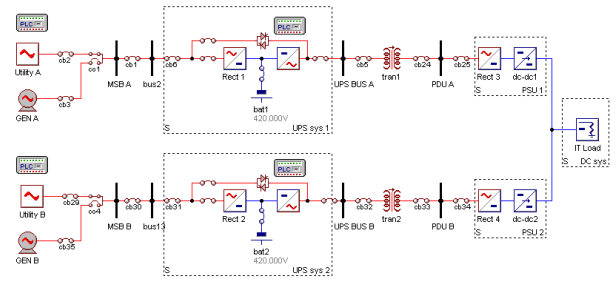 PLC
PLC
Utility A
cb2
co1
cb3
GEN A
MSB A
cb1
bus2
cb6
Rect 1
bat1
420.000V
S
UPS sys 1
UPS BUS A
cb5
tran1
cb24
PDU A
cb25
Rect 3
dc-dc1
S
PSU 1
IT Load
S
DC sys
PLC
PLC
Utility B
cb29
co4
cb35
GEN B
MSB B
cb30
bus13
cb31
Rect 2
bat2
420.000V
S
UPS sys 2
UPS BUS B
cb32
tran2
cb33
PDU B
cb34
Rect 4
dc-dc2
S
PSU 2